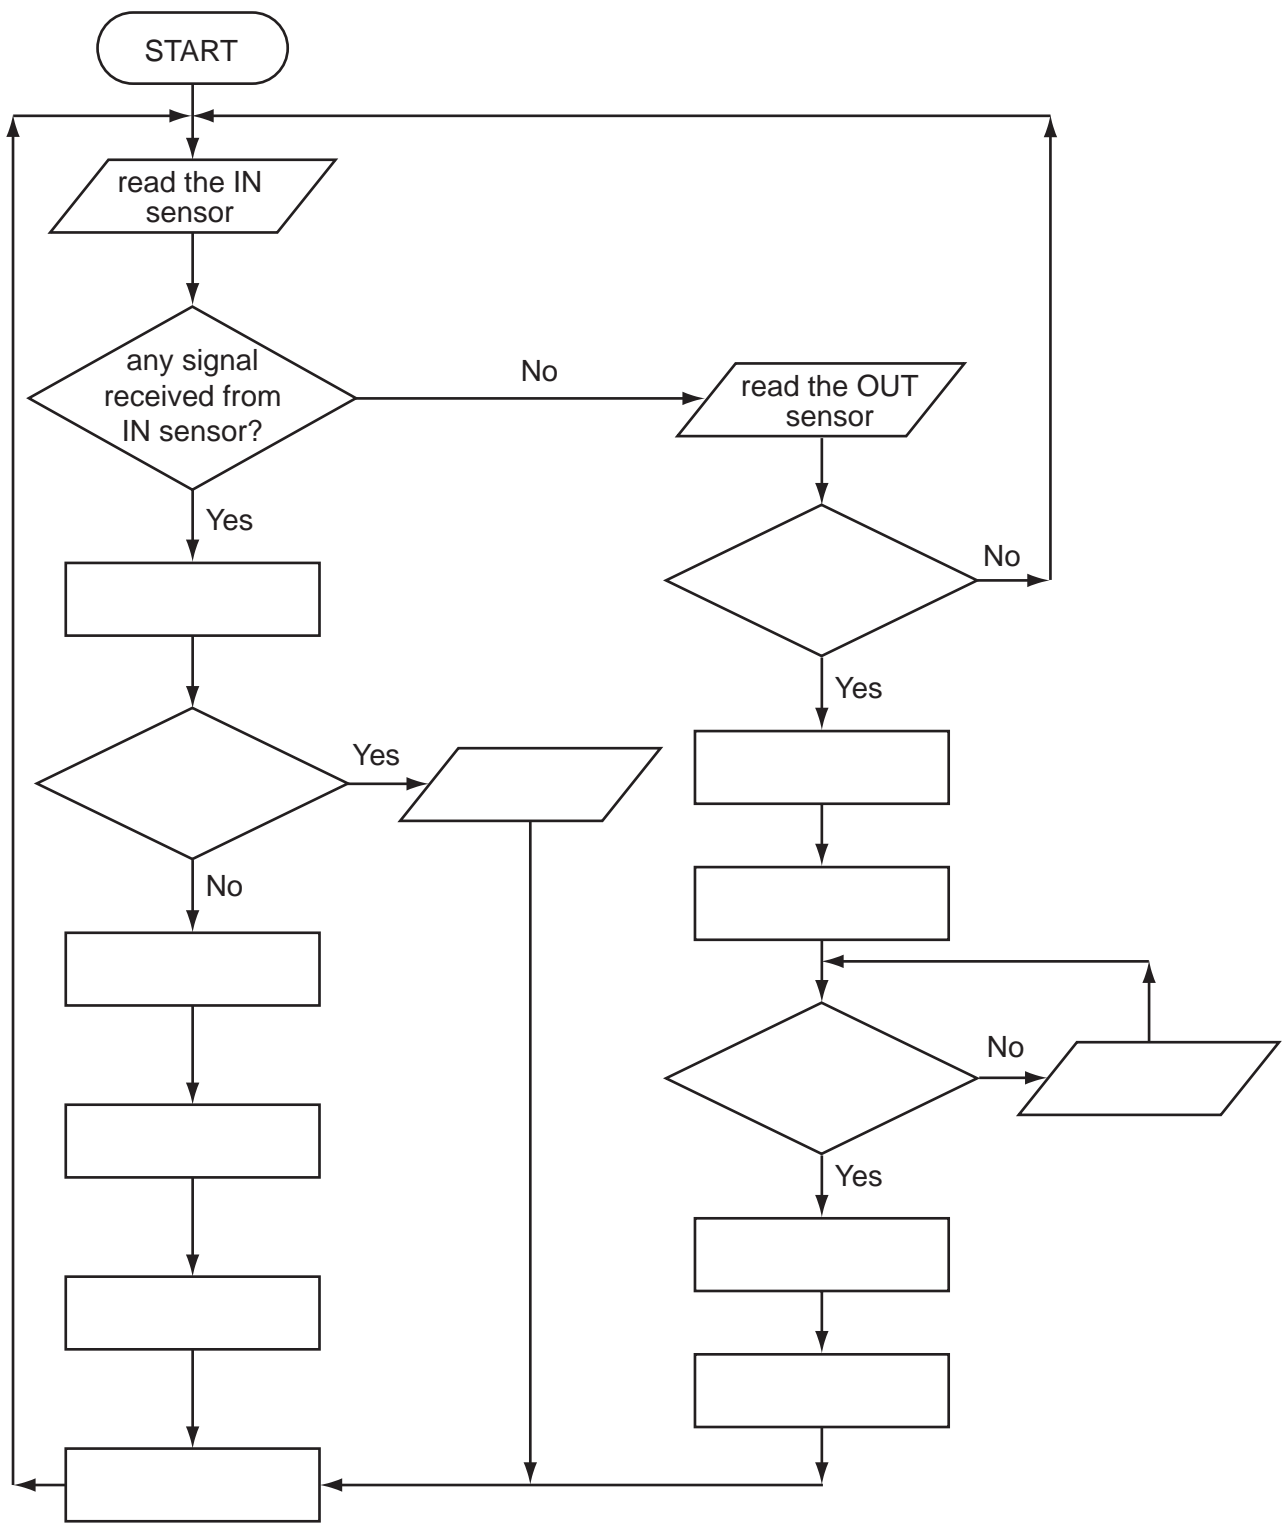 START
read the IN
sensor
any signal
received from
IN sensor?
No
read the OUT
sensor
Yes
No
Yes
Yes
No
No
Yes